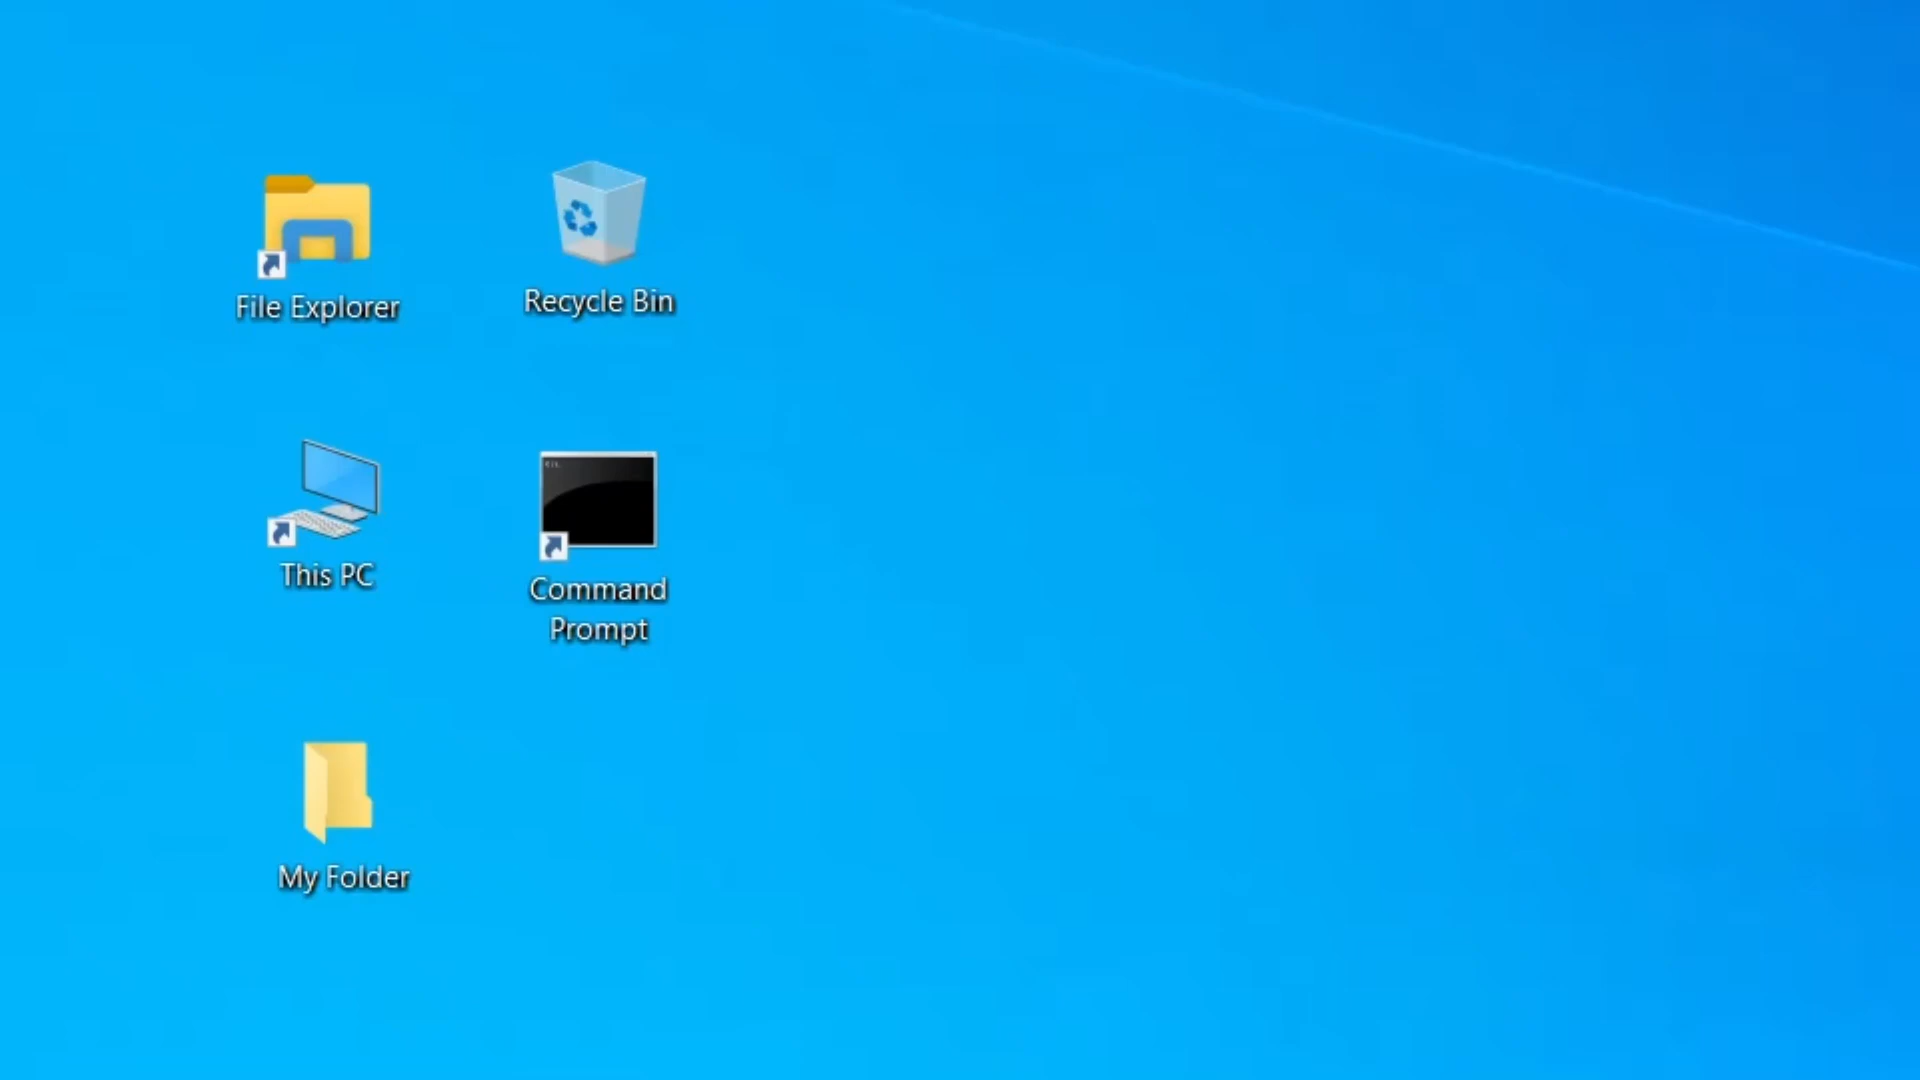 File Explorer
Recycle Bin
This PC
Command
Prompt
My Folder